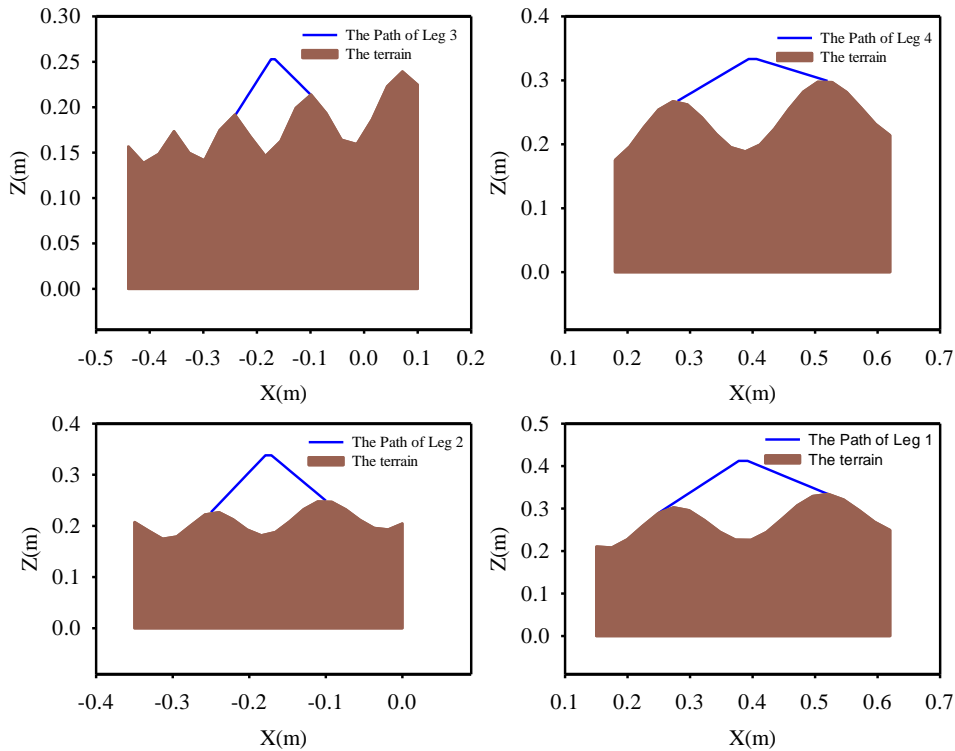 0.30
0.25
0.20
0.15
0.10
0.05
0.00
Z(m)
The Path of Leg 3
The terrain
-0.5 -0.4 -0.3 -0.2 -0.1 0.0 0.1 0.2
X(m)
0.4
0.3
0.2
0.1
0.0
Z(m)
The Path of Leg 4
The terrain
0.1 0.2 0.3 0.4 0.5 0.6 0.7
X(m)
0.4
0.3
0.2
0.1
0.0
Z(m)
The Path of Leg 2
The terrain
-0.4 -0.3 -0.2 -0.1 0.0
X(m)
0.5
0.4
0.3
0.2
0.1
0.0
Z(m)
The Path of Leg 1
The terrain
0.1 0.2 0.3 0.4 0.5 0.6 0.7
X(m)